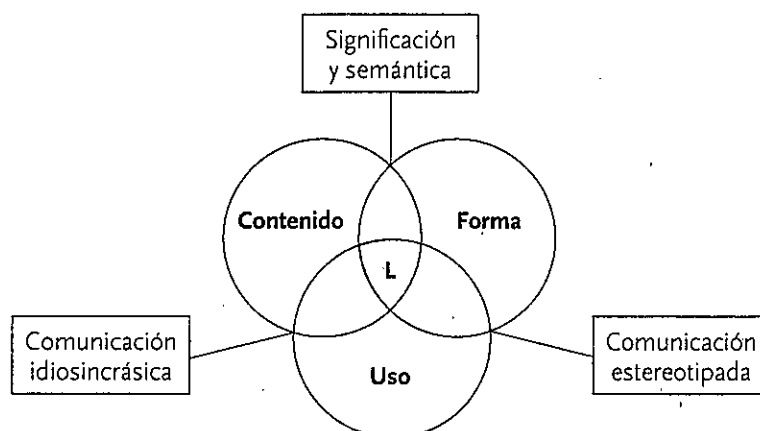 Significación
y semántica
Contenido
Forma
L
Comunicación
idiosincrásica
Uso
Comunicación
estereotipada